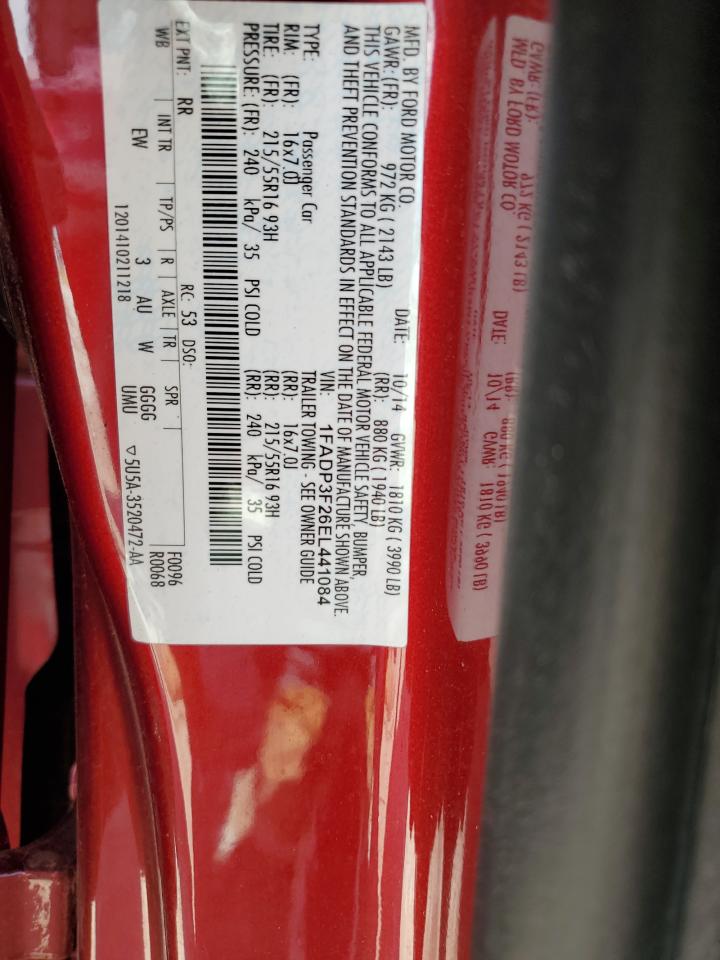 MFD. BY FORD MOTOR CO.
DATE: 10/14 GVWR: 1810 KG ( 3990 LB)
GAWR:(FR): 972 KG ( 2143 LB) (RR): 880 KG ( 1940 LB)
THIS VEHICLE CONFORMS TO ALL APPLICABLE FEDERAL MOTOR VEHICLE SAFETY, BUMPER,
AND THEFT PREVENTION STANDARDS IN EFFECT ON THE DATE OF MANUFACTURE SHOWN ABOVE.
VIN: 1FADP3F26EL441084
TYPE: Passenger Car TRAILER TOWING - SEE OWNER GUIDE
RIM: (FR): 16x7.0J (RR): 16x7.0J
TIRE: (FR): 215/55R16 93H (RR): 215/55R16 93H
PRESSURE: (FR): 240 kPa/ 35 PSI COLD (RR): 240 kPa/ 35 PSI COLD
EXT PNT: RR RC: 53 DSO: F0096
R0068
WB INT TR TP/PS R AXLE TR SPR
EW 3 AU W GGGG
UMU
1201410211218 5U5A-3520472-AA